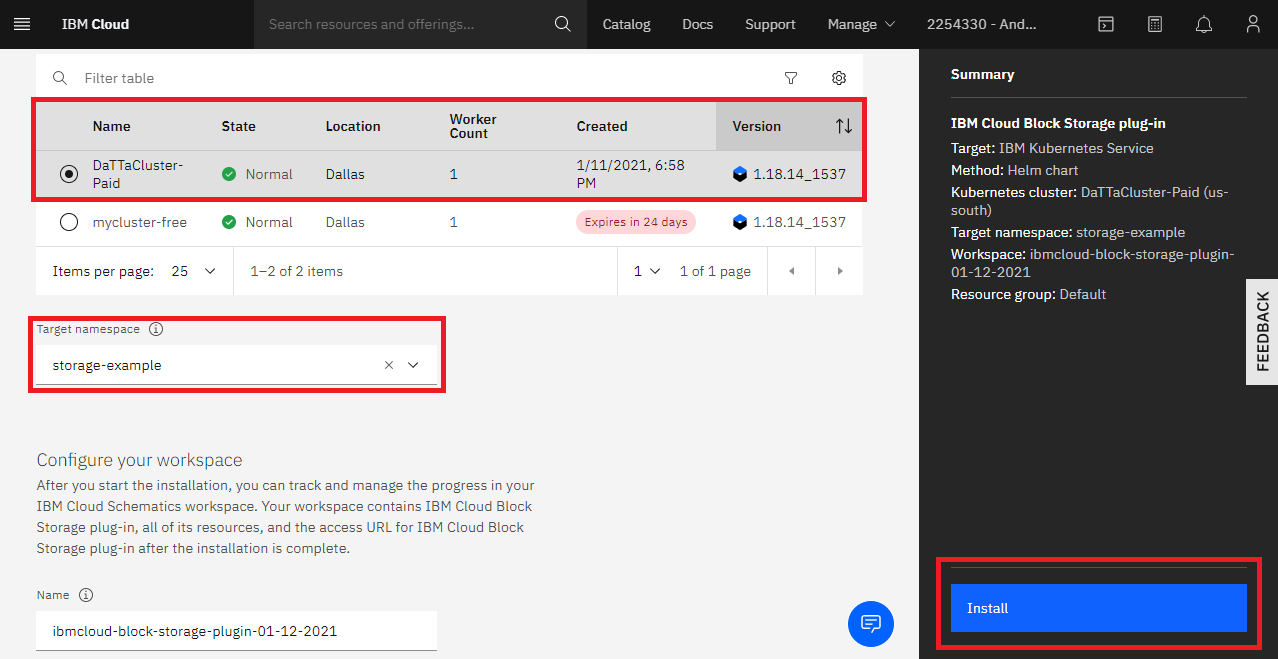 IBM Cloud Search resources and offerings... Catalog Docs Support Manage 2254330 - And...
Filter table
Name State Location Worker Count Created Version
DaTTaCluster-Paid Normal Dallas 1 1/11/2021, 6:58 PM 1.18.14_1537
mycluster-free Normal Dallas 1 Expires in 24 days 1.18.14_1537
Items per page: 25 1–2 of 2 items 1 1 of 1 page
Target namespace
storage-example
Configure your workspace
After you start the installation, you can track and manage the progress in your
IBM Cloud Schematics workspace. Your workspace contains IBM Cloud Block
Storage plug-in, all of its resources, and the access URL for IBM Cloud Block
Storage plug-in after the installation is complete.
Name
ibmcloud-block-storage-plugin-01-12-2021
Summary
IBM Cloud Block Storage plug-in
Target: IBM Kubernetes Service
Method: Helm chart
Kubernetes cluster: DaTTaCluster-Paid (us-
south)
Target namespace: storage-example
Workspace: ibmcloud-block-storage-plugin-
01-12-2021
Resource group: Default
FEEDBACK
Install